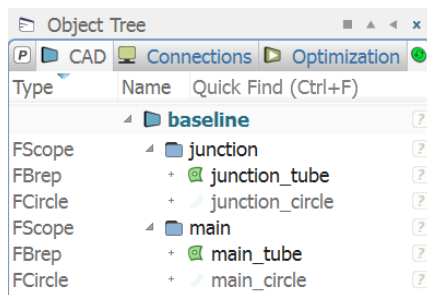 Object Tree
P CAD Connections Optimization
Type Name Quick Find (Ctrl+F)
baseline ?
FScope junction ?
FBrep junction_tube ?
FCircle junction_circle ?
FScope main ?
FBrep main_tube ?
FCircle main_circle ?